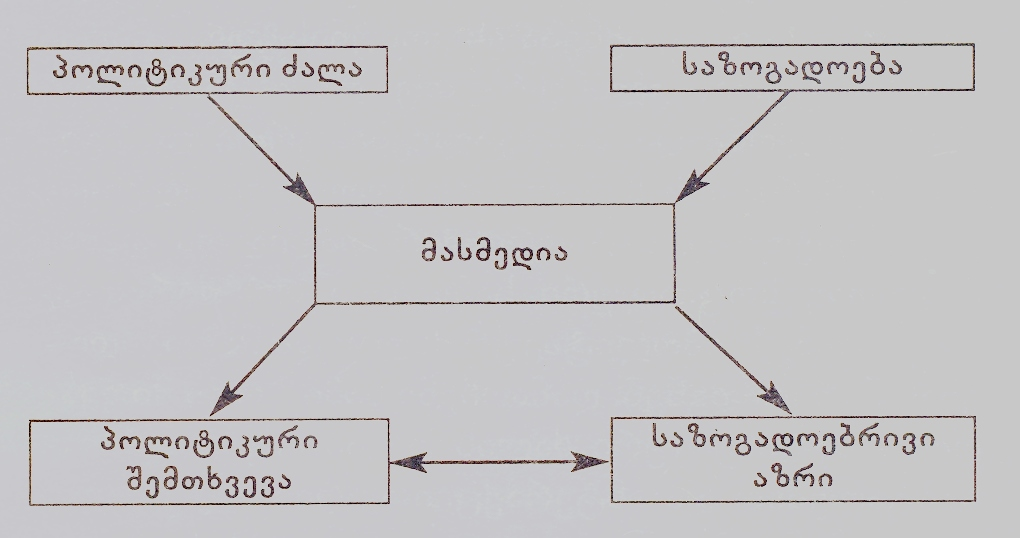 პოლიტიკური ძალა
საზოგადოება
მასმედია
პოლიტიკური
შემთხვევა
საზოგადოებრივი
აზრი